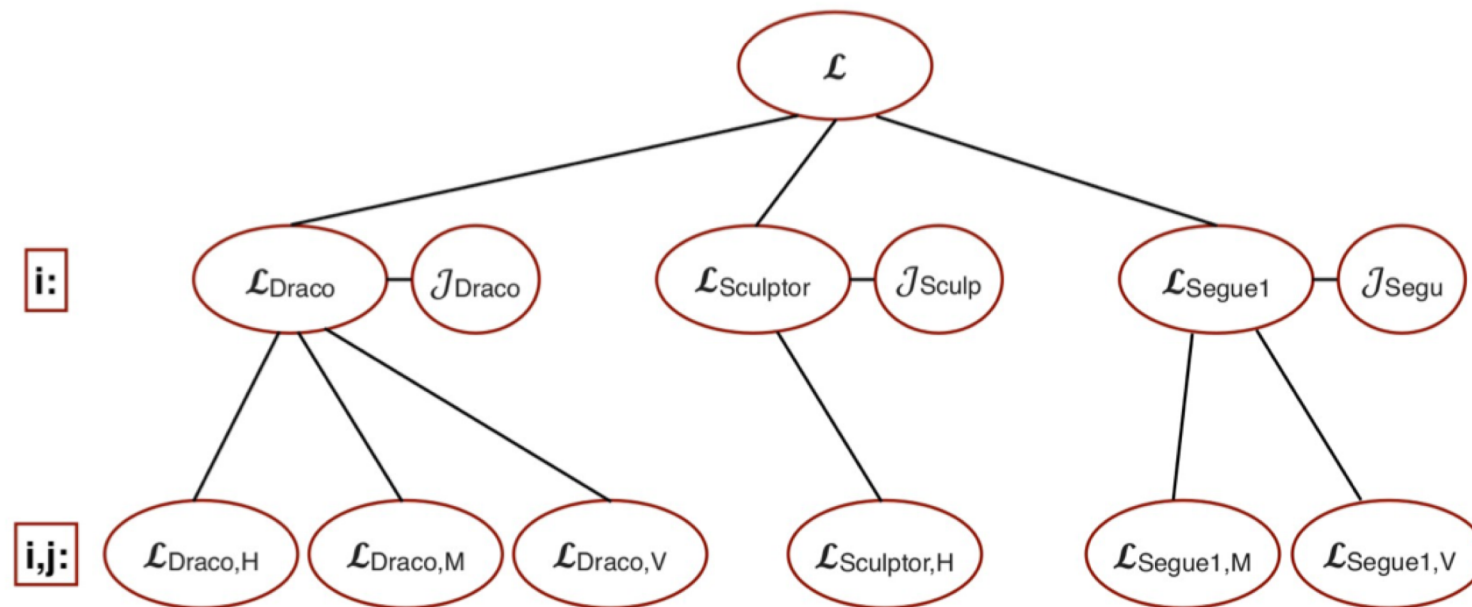 ℒ
i: ℒDraco 𝒥Draco ℒSculptor 𝒥Sculp ℒSegue1 𝒥Segu
i,j: ℒDraco,H ℒDraco,M ℒDraco,V ℒSculptor,H ℒSegue1,M ℒSegue1,V